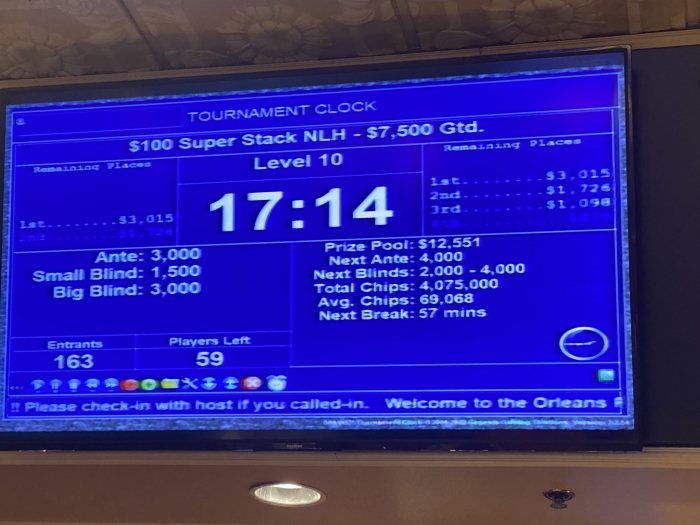 TOURNAMENT CLOCK
$100 Super Stack NLH - $7,500 Gtd.
Remaining Places
1st.........$3,015
2nd.........$1,726
Level 10
17:14
Remaining Places
1st.........$3,015
2nd.........$1,726
3rd.........$1,098
Ante: 3,000
Small Blind: 1,500
Big Blind: 3,000
Prize Pool: $12,551
Next Ante: 4,000
Next Blinds: 2,000 - 4,000
Total Chips: 4,075,000
Avg. Chips: 69,068
Next Break: 57 mins
Entrants
163
Players Left
59
!! Please check-in with host if you called-in. Welcome to the Orleans